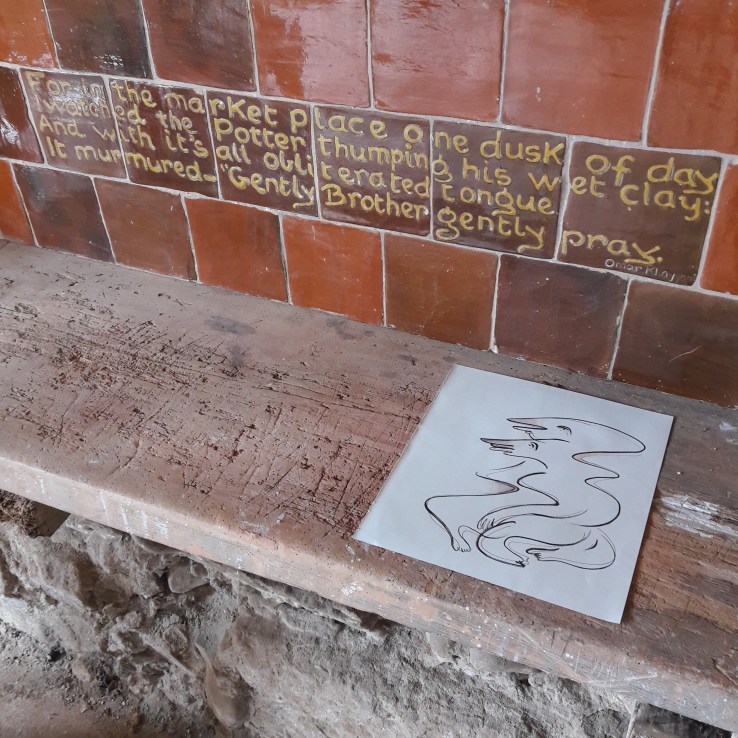 For in the market place one dusk of day
I watched the Potter thumping his wet clay:
And with it's all obliterated tongue
It murmured– "Gently Brother gently pray.
Omar